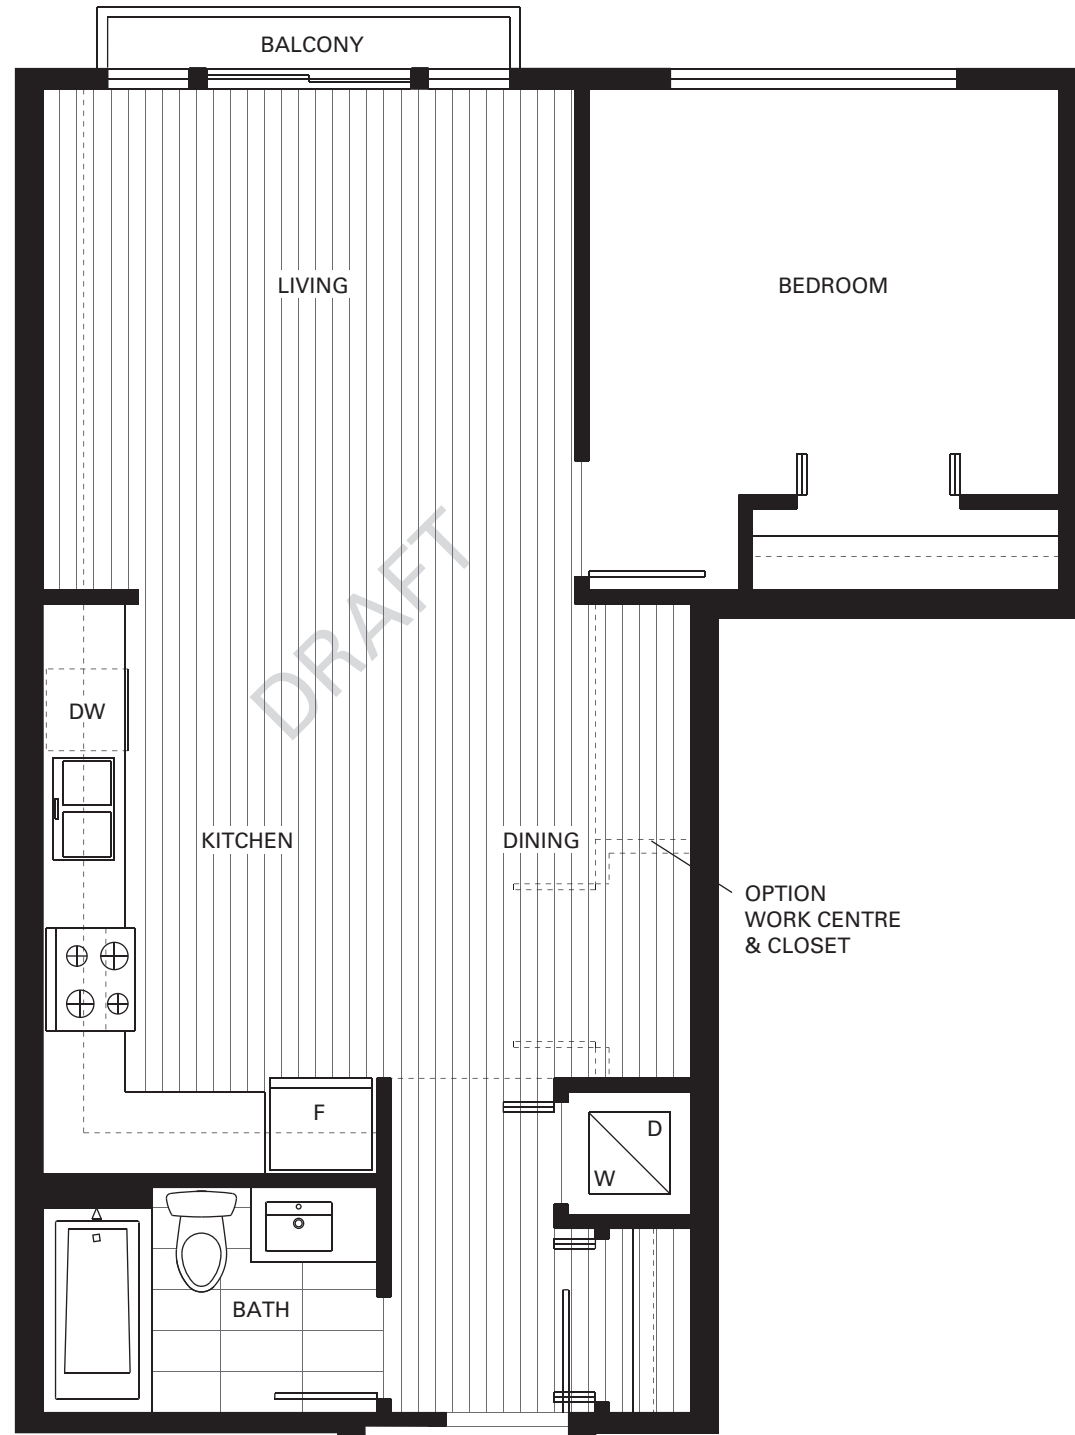 BALCONY
LIVING
BEDROOM
DRAFT
DW
KITCHEN
DINING
OPTION
WORK CENTRE
& CLOSET
F
D
W
BATH